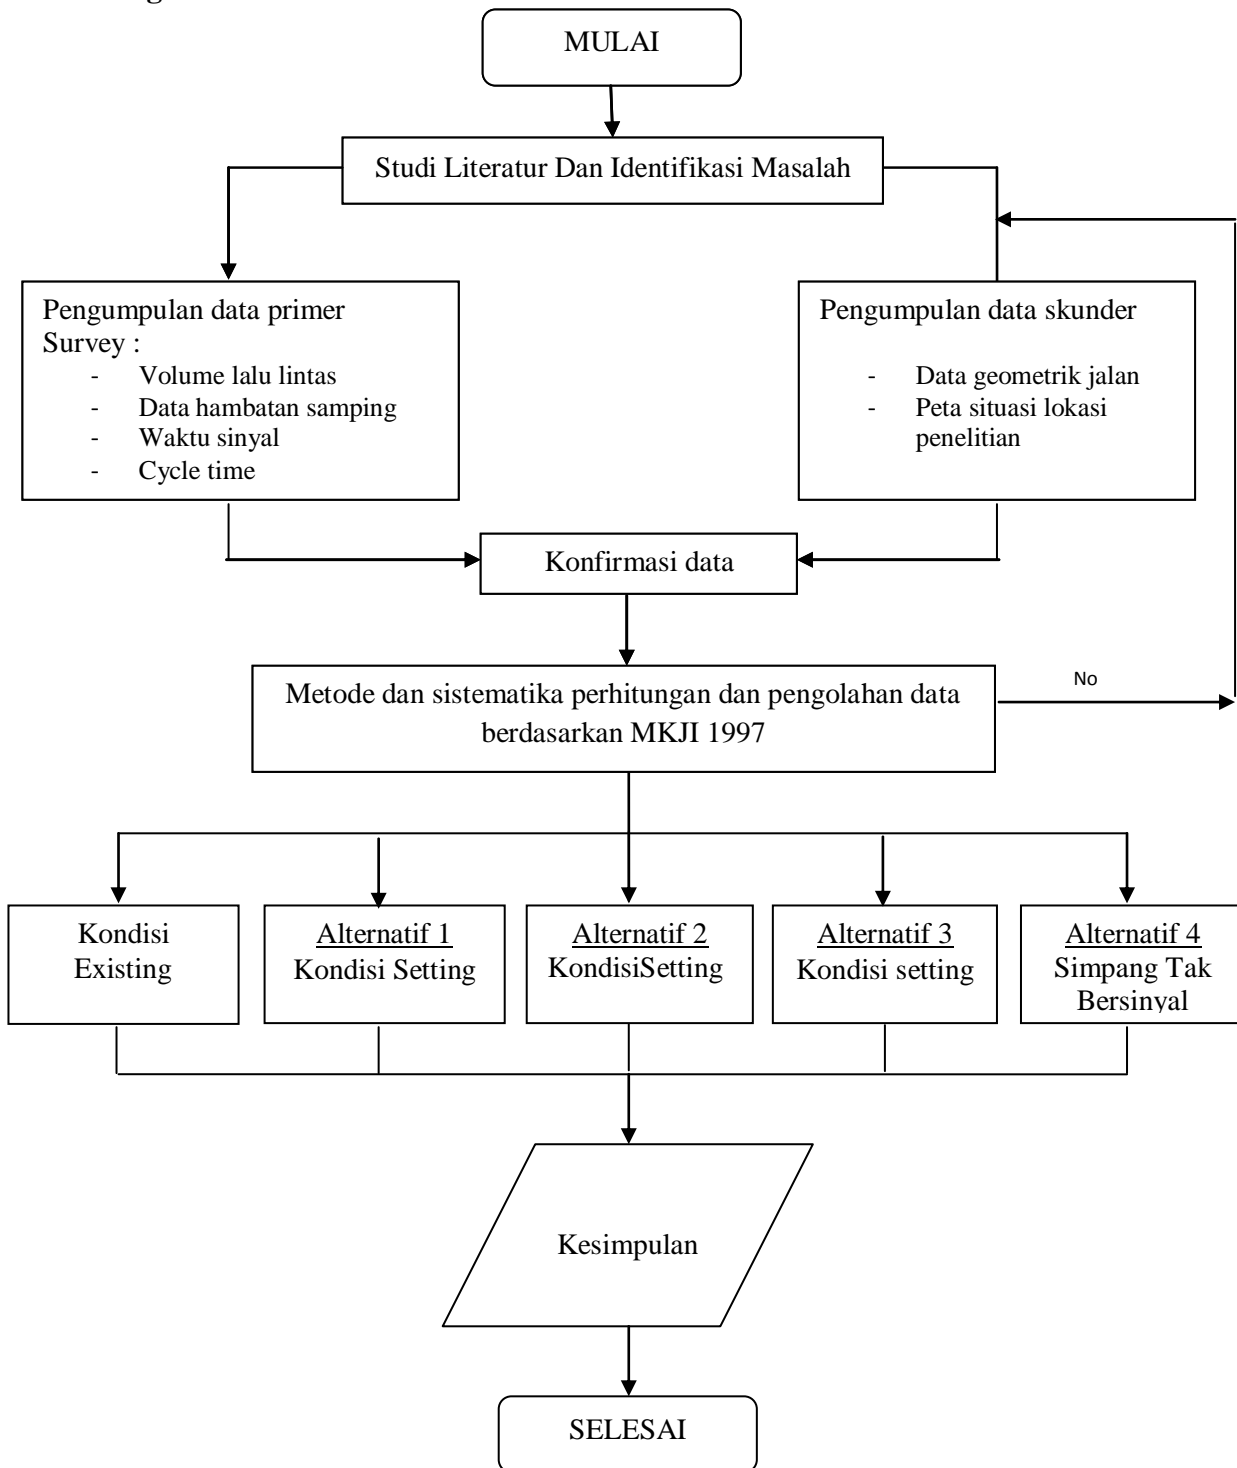 MULAI
Studi Literatur Dan Identifikasi Masalah
Pengumpulan data primer
Survey :
- Volume lalu lintas
- Data hambatan samping
- Waktu sinyal
- Cycle time
Pengumpulan data skunder
- Data geometrik jalan
- Peta situasi lokasi
penelitian
Konfirmasi data
Metode dan sistematika perhitungan dan pengolahan data
berdasarkan MKJI 1997
No
Kondisi
Existing
Alternatif 1
Kondisi Setting
Alternatif 2
KondisiSetting
Alternatif 3
Kondisi setting
Alternatif 4
Simpang Tak
Bersinyal
Kesimpulan
SELESAI